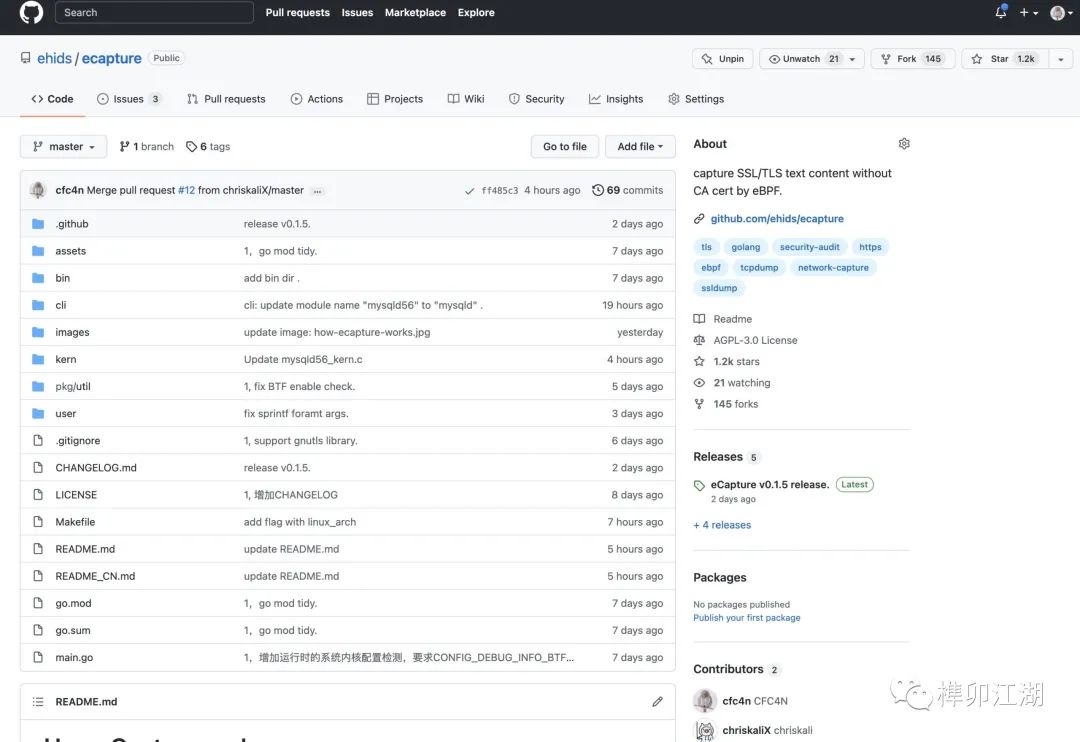 Search Pull requests Issues Marketplace Explore
ehids / ecapture Public Unpin Unwatch 21 Fork 145 Star 1.2k
Code Issues 3 Pull requests Actions Projects Wiki Security Insights Settings
master 1 branch 6 tags Go to file Add file
cfc4n Merge pull request #12 from chriskaliX/master ... ff485c3 4 hours ago 69 commits
.github release v0.1.5. 2 days ago
assets 1，go mod tidy. 7 days ago
bin add bin dir . 7 days ago
cli cli: update module name "mysqld56" to "mysqld" . 19 hours ago
images update image: how-ecapture-works.jpg yesterday
kern Update mysqld56_kern.c 4 hours ago
pkg/util 1, fix BTF enable check. 5 days ago
user fix sprintf foramt args. 3 days ago
.gitignore 1, support gnutls library. 6 days ago
CHANGELOG.md release v0.1.5. 2 days ago
LICENSE 1, 增加CHANGELOG 8 days ago
Makefile add flag with linux_arch 7 hours ago
README.md update README.md 5 hours ago
README_CN.md update README.md 5 hours ago
go.mod 1，go mod tidy. 7 days ago
go.sum 1，go mod tidy. 7 days ago
main.go 1，增加运行时的系统内核配置检测，要求CONFIG_DEBUG_INFO_BTF... 7 days ago
README.md
About
capture SSL/TLS text content without
CA cert by eBPF.
github.com/ehids/ecapture
tls golang security-audit https
ebpf tcpdump network-capture
ssldump
Readme
AGPL-3.0 License
1.2k stars
21 watching
145 forks
Releases 5
eCapture v0.1.5 release. Latest
2 days ago
+ 4 releases
Packages
No packages published
Publish your first package
Contributors 2
cfc4n CFC4N
chriskaliX chriskali
榫卯江湖